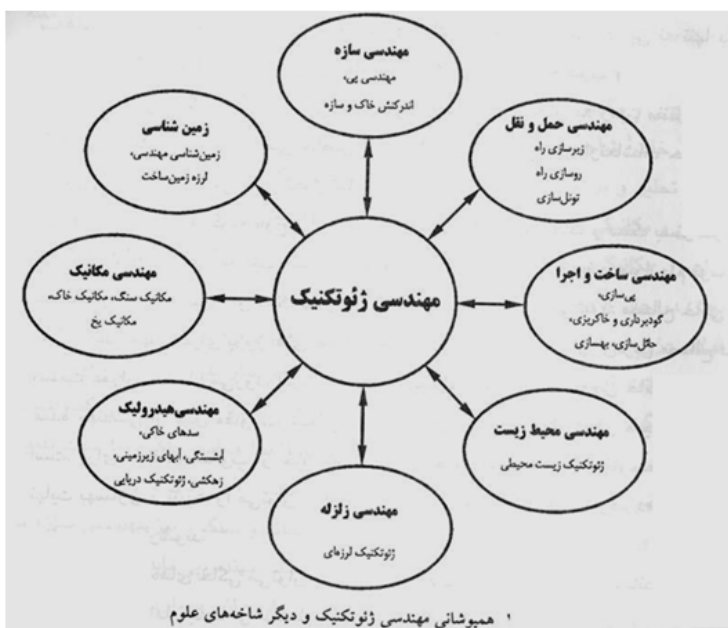 مهندسی سازه
مهندسی پی،
اندرکنش خاک و سازه
مهندسی حمل و نقل
زیرسازی راه
روسازی راه
تونل‌سازی
مهندسی ساخت و اجرا
پی‌سازی،
گودبرداری و خاکریزی،
حائل‌سازی، بهسازی
مهندسی محیط زیست
ژئوتکنیک زیست محیطی
مهندسی زلزله
ژئوتکنیک لرزه‌ای
مهندسی هیدرولیک
سدهای خاکی،
آبشستگی، آبهای زیرزمینی،
زهکشی، ژئوتکنیک دریایی
مهندسی مکانیک
مکانیک سنگ، مکانیک خاک،
مکانیک یخ
زمین شناسی
زمین‌شناسی مهندسی،
لرزه زمین‌ساخت
مهندسی ژئوتکنیک
۱ همپوشانی مهندسی ژئوتکنیک و دیگر شاخه‌های علوم